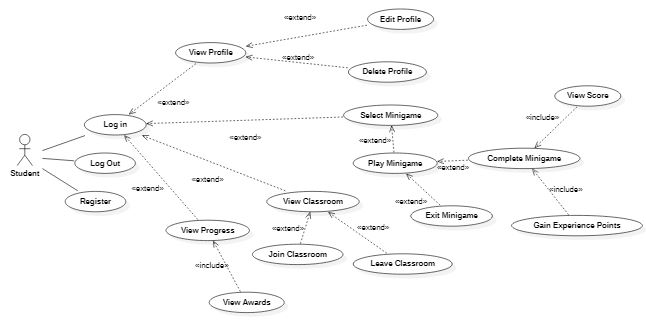 «extend»
Edit Profile
View Profile
«extend»
Delete Profile
«extend»
View Score
Log in
Select Minigame
«include»
«extend»
«extend»
Student
Log Out
Play Minigame
Complete Minigame
«extend»
«extend»
«extend»
«include»
Register
View Classroom
«extend»
Exit Minigame
View Progress
«extend»
«extend»
Gain Experience Points
Join Classroom
Leave Classroom
«include»
View Awards